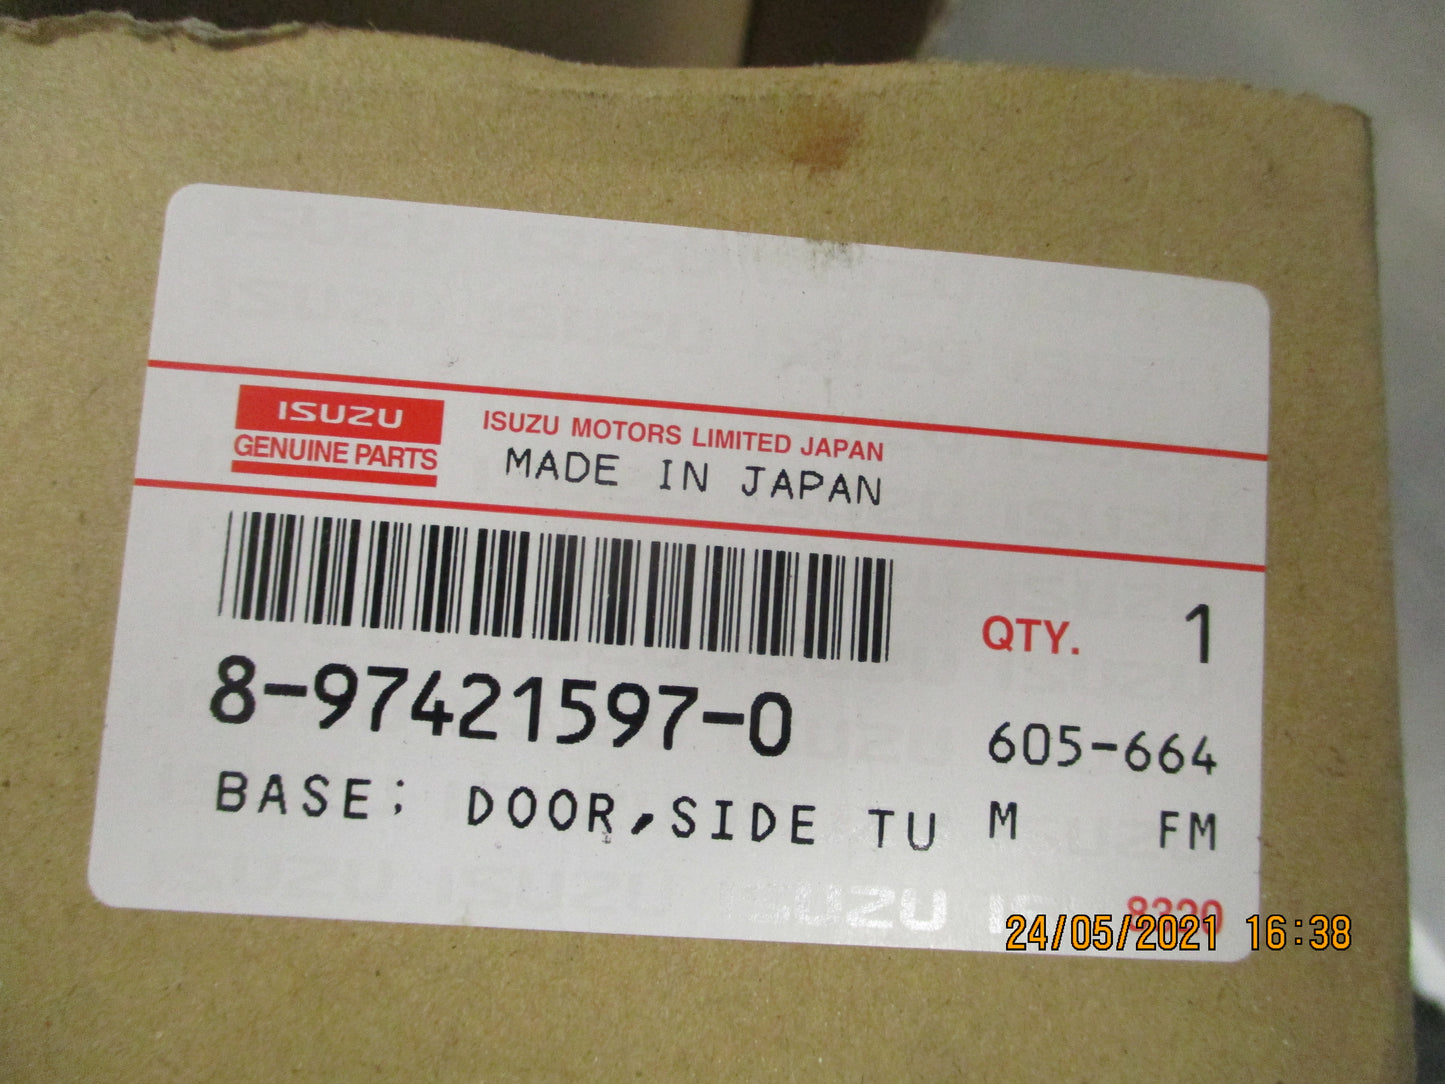 ISUZU
GENUINE PARTS
ISUZU MOTORS LIMITED JAPAN
MADE IN JAPAN
QTY. 1
8-97421597-0
605-664
BASE; DOOR,SIDE TU
M FM
8320
24/05/2021 16:38